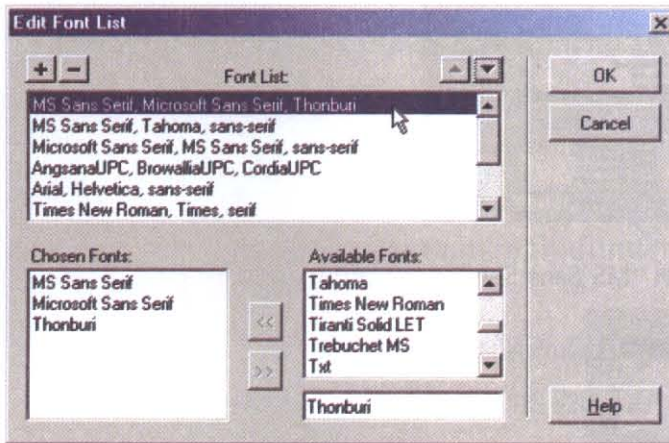 Edit Font List
Font List:
MS Sans Serif, Microsoft Sans Serif, Thonburi
MS Sans Serif, Tahoma, sans-serif
Microsoft Sans Serif, MS Sans Serif, sans-serif
AngsanaUPC, BrowalliaUPC, CordiaUPC
Arial, Helvetica, sans-serif
Times New Roman, Times, serif
OK
Cancel
Chosen Fonts:
MS Sans Serif
Microsoft Sans Serif
Thonburi
<<
>>
Available Fonts:
Tahoma
Times New Roman
Tiranti Solid LET
Trebuchet MS
Txt
Thonburi
Help